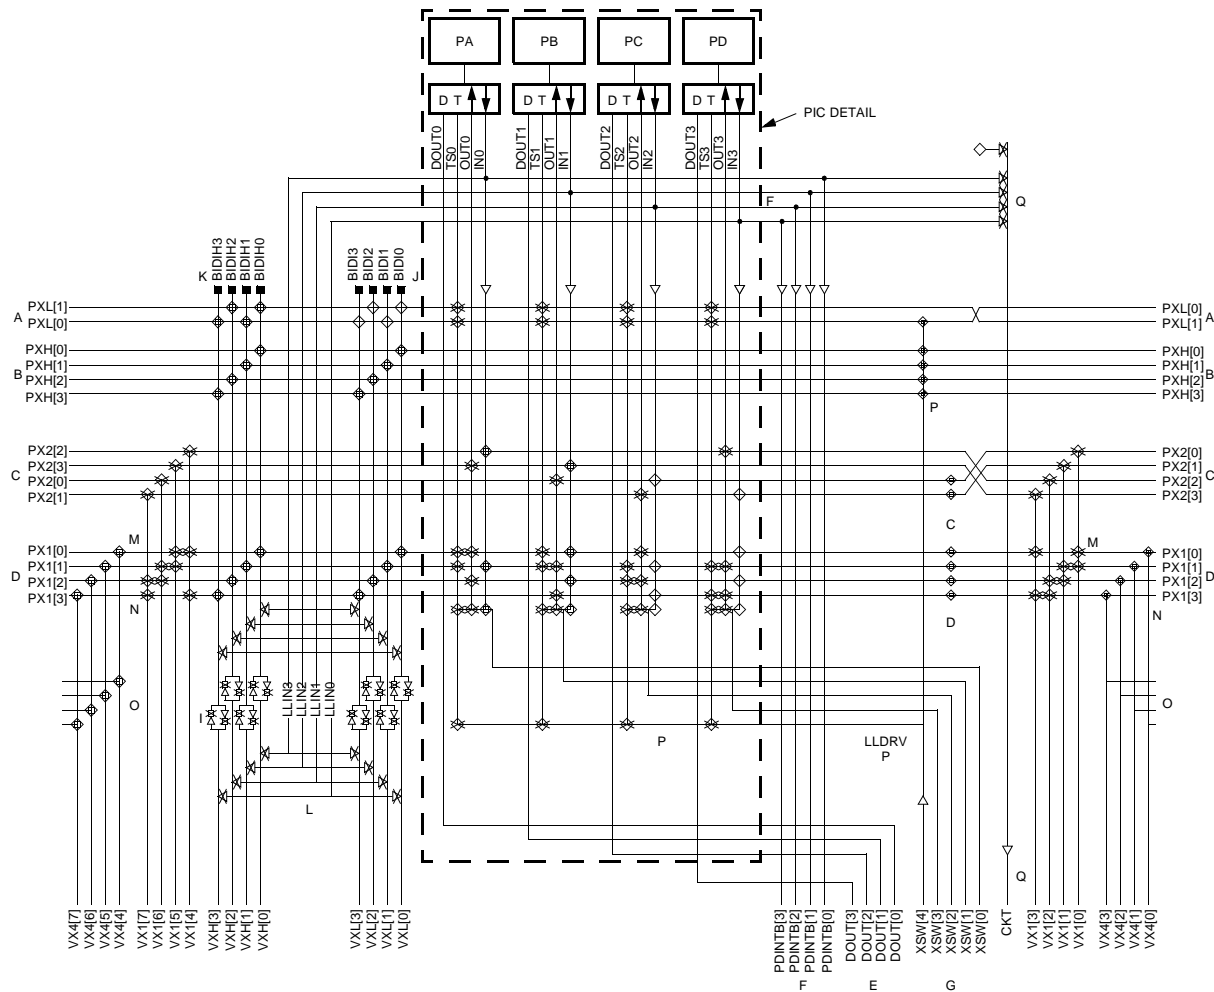 PA PB PC PD
D T D T D T D T
PIC DETAIL
DOUT0
TS0
OUT0
IN0
DOUT1
TS1
OUT1
IN1
DOUT2
TS2
OUT2
IN2
DOUT3
TS3
OUT3
IN3
F
Q
K
BIDIH3
BIDIH2
BIDIH1
BIDIH0
BIDI3
BIDI2
BIDI1
BIDI0
J
PXL[1]
A
PXL[0]
PXH[0]
PXH[1]
B
PXH[2]
PXH[3]
PXL[0]
PXL[1]
A
PXH[0]
PXH[1]
B
PXH[2]
PXH[3]
P
PX2[2]
PX2[3]
C
PX2[0]
PX2[1]
PX2[0]
PX2[1]
PX2[2]
C
PX2[3]
C
M
M
PX1[0]
PX1[1]
D
PX1[2]
PX1[3]
N
PX1[0]
PX1[1]
D
PX1[2]
PX1[3]
N
D
O
I
LLIN3
LLIN2
LLIN1
LLIN0
O
P
LLDRV
P
L
Q
VX4[7]
VX4[6]
VX4[5]
VX4[4]
VX1[7]
VX1[6]
VX1[5]
VX1[4]
VXH[3]
VXH[2]
VXH[1]
VXH[0]
VXL[3]
VXL[2]
VXL[1]
VXL[0]
PDINTB[3]
PDINTB[2]
PDINTB[1]
PDINTB[0]
DOUT[3]
DOUT[2]
DOUT[1]
DOUT[0]
XSW[4]
XSW[3]
XSW[2]
XSW[1]
XSW[0]
CKT
VX1[3]
VX1[2]
VX1[1]
VX1[0]
VX4[3]
VX4[2]
VX4[1]
VX4[0]
F E G